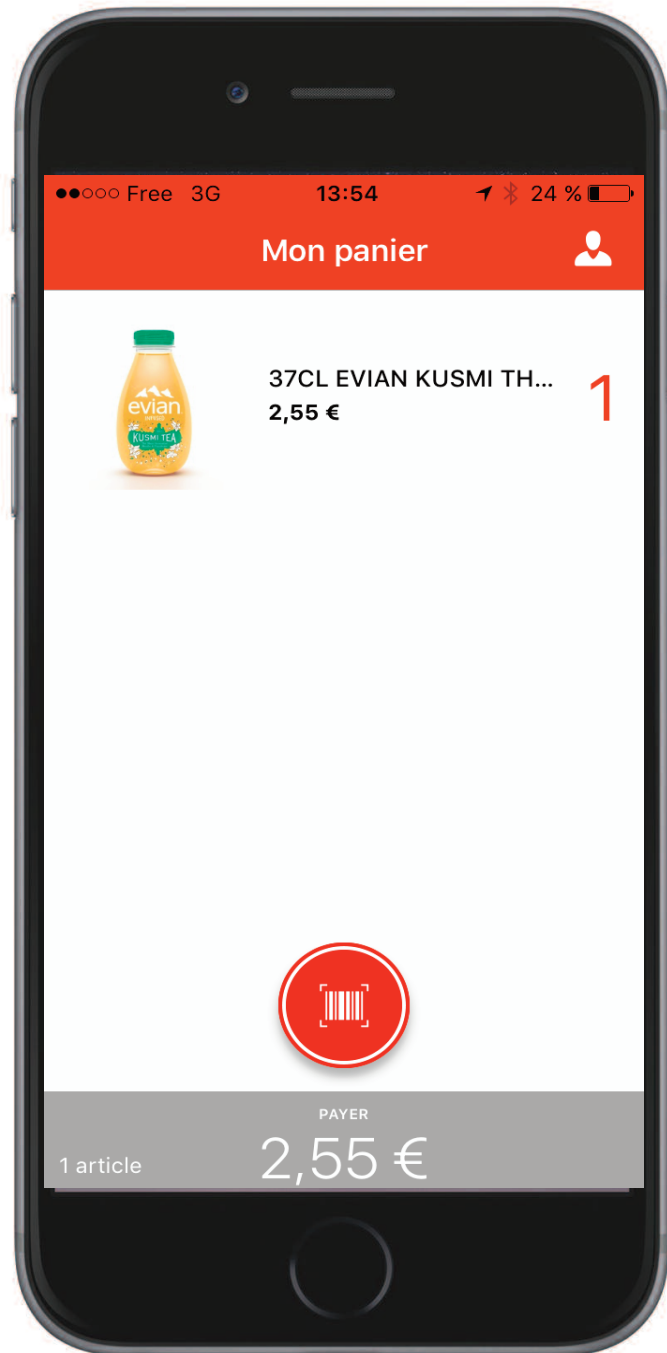 Free 3G 13:54 24 %
Mon panier
37CL EVIAN KUSMI TH...
2,55 €
1
evian
INFUSED
KUSMI TEA
PAYER
2,55 €
1 article